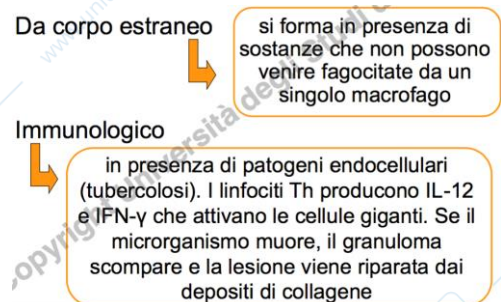 Da corpo estraneo
si forma in presenza di
sostanze che non possono
venire fagocitate da un
singolo macrofago
Immunologico
in presenza di patogeni endocellulari
(tubercolosi). I linfociti Th producono IL-12
e IFN-γ che attivano le cellule giganti. Se il
microrganismo muore, il granuloma
scompare e la lesione viene riparata dai
depositi di collagene